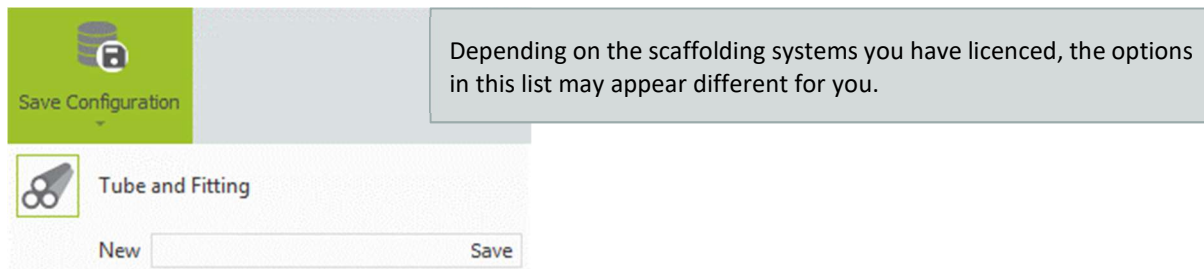 Save Configuration
Depending on the scaffolding systems you have licenced, the options
in this list may appear different for you.
Tube and Fitting
New Save